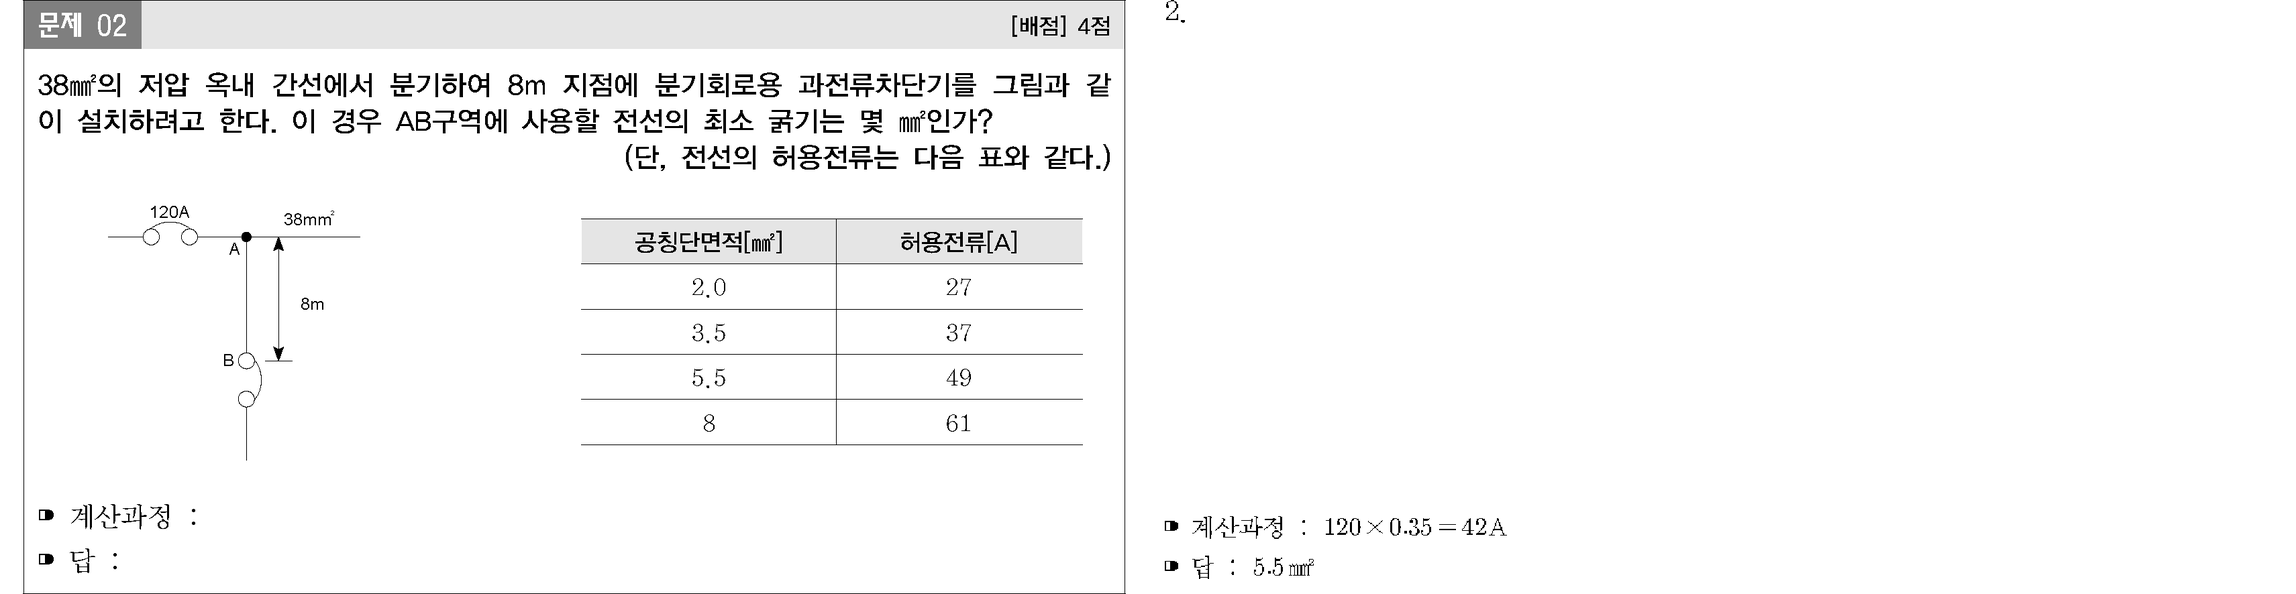 문제 02 [배점] 4점
38㎟의 저압 옥내 간선에서 분기하여 8m 지점에 분기회로용 과전류차단기를 그림과 같
이 설치하려고 한다. 이 경우 AB구역에 사용할 전선의 최소 굵기는 몇 ㎟인가?
(단, 전선의 허용전류는 다음 표와 같다.)
120A
38mm²
A
8m
B
공칭단면적[㎟] 허용전류[A]
2.0 27
3.5 37
5.5 49
8 61
계산과정 :
답 :
2.
계산과정 : 120×0.35=42A
답 : 5.5㎟